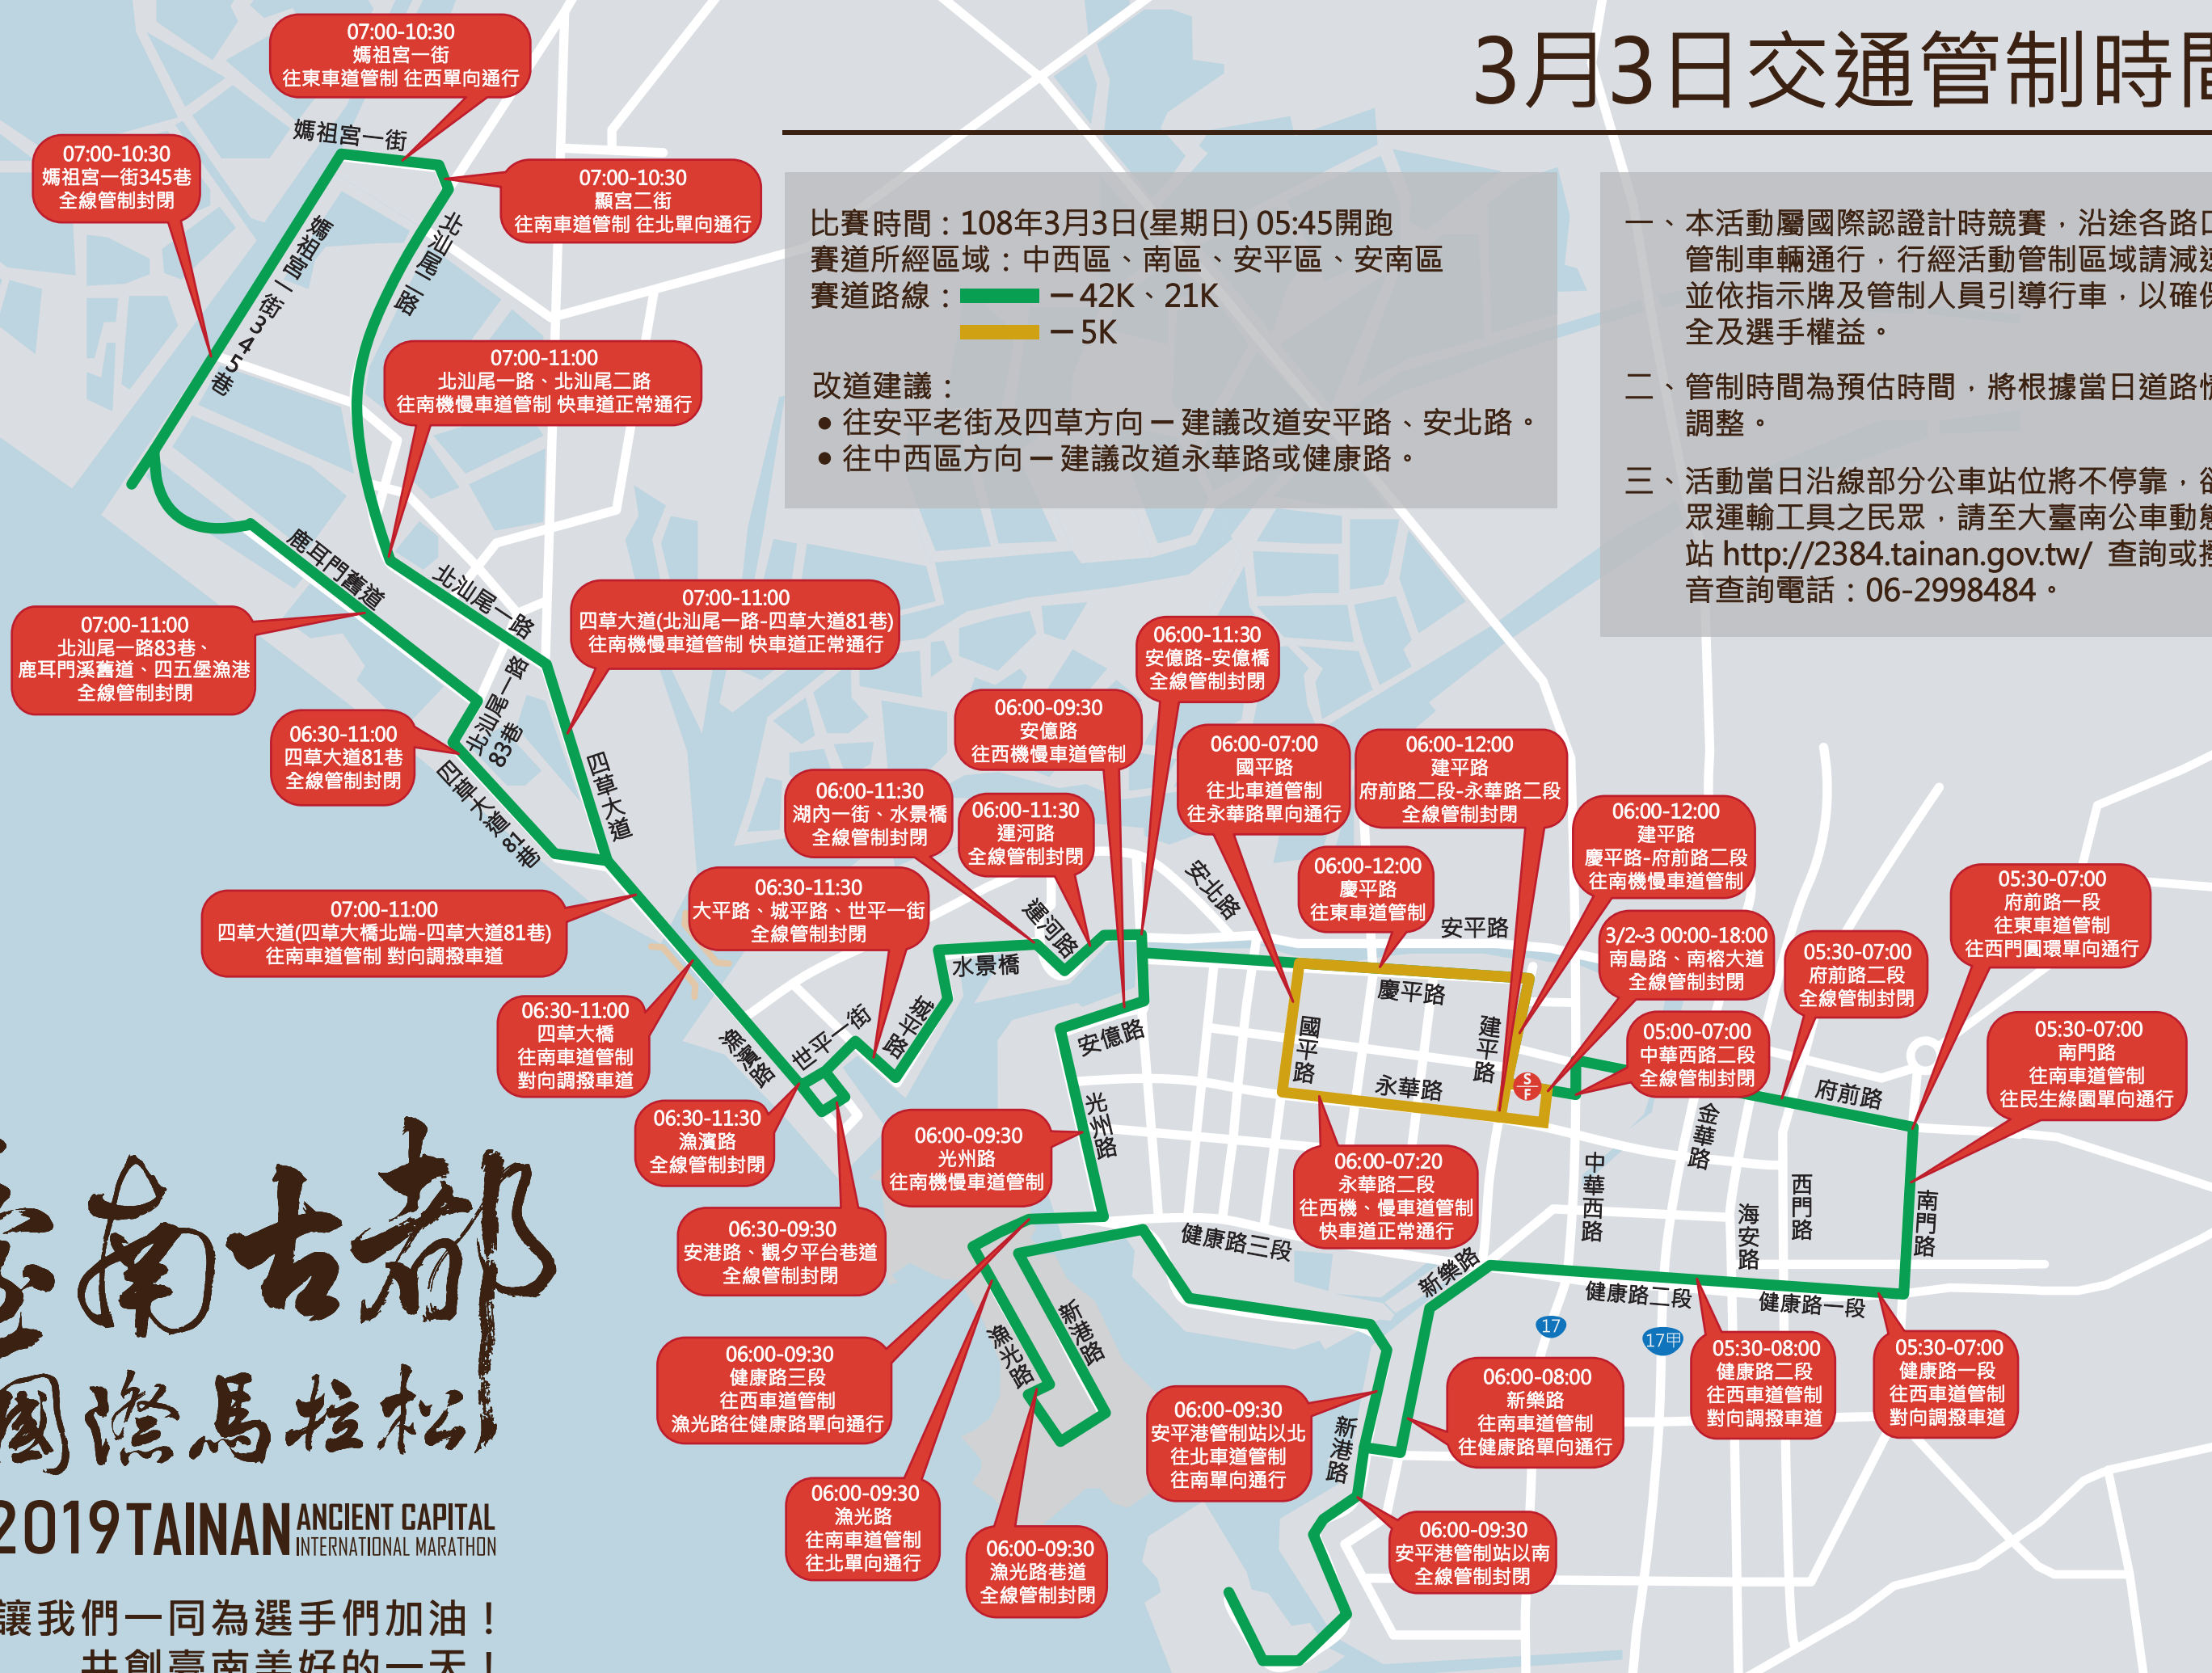 3月3日交通管制時間
比賽時間：108年3月3日(星期日) 05:45開跑
賽道所經區域：中西區、南區、安平區、安南區
賽道路線：
ー42K、21K
ー5K
改道建議：
● 往安平老街及四草方向ー建議改道安平路、安北路。
● 往中西區方向ー建議改道永華路或健康路。
一、本活動屬國際認證計時競賽，沿途各路口
管制車輛通行，行經活動管制區域請減速
並依指示牌及管制人員引導行車，以確保
全及選手權益。
二、管制時間為預估時間，將根據當日道路情
調整。
三、活動當日沿線部分公車站位將不停靠，欲
眾運輸工具之民眾，請至大臺南公車動態
站 http://2384.tainan.gov.tw/ 查詢或撥
音查詢電話：06-2998484。
07:00-10:30
媽祖宮一街
往東車道管制 往西單向通行
媽祖宮一街
07:00-10:30
媽祖宮一街345巷
全線管制封閉
07:00-10:30
顯宮二街
往南車道管制 往北單向通行
媽祖宮一街345巷
北汕尾二路
07:00-11:00
北汕尾一路、北汕尾二路
往南機慢車道管制 快車道正常通行
鹿耳門舊道
北汕尾一路
07:00-11:00
四草大道(北汕尾一路-四草大道81巷)
往南機慢車道管制 快車道正常通行
07:00-11:00
北汕尾一路83巷、
鹿耳門溪舊道、四五堡漁港
全線管制封閉
北汕尾一路
83巷
06:30-11:00
四草大道81巷
全線管制封閉
四草大道81巷
四草大道
06:00-11:30
安億路-安億橋
全線管制封閉
06:00-09:30
安億路
往西機慢車道管制
06:00-07:00
國平路
往北車道管制
往永華路單向通行
06:00-12:00
建平路
府前路二段-永華路二段
全線管制封閉
06:00-11:30
湖內一街、水景橋
全線管制封閉
06:00-11:30
運河路
全線管制封閉
06:00-12:00
建平路
慶平路-府前路二段
往南機慢車道管制
06:00-12:00
慶平路
往東車道管制
安北路
安平路
運河路
水景橋
07:00-11:00
四草大道(四草大橋北端-四草大道81巷)
往南車道管制 對向調撥車道
06:30-11:30
大平路、城平路、世平一街
全線管制封閉
05:30-07:00
府前路一段
往東車道管制
往西門圓環單向通行
3/2~3 00:00-18:00
南島路、南榕大道
全線管制封閉
05:30-07:00
府前路二段
全線管制封閉
06:30-11:00
四草大橋
往南車道管制
對向調撥車道
漁濱路
世平一街
城平路
安億路
慶平路
國平路
建平路
永華路
S
F
05:00-07:00
中華西路二段
全線管制封閉
05:30-07:00
南門路
往南車道管制
往民生綠園單向通行
府前路
金華路
06:30-11:30
漁濱路
全線管制封閉
06:00-09:30
光州路
往南機慢車道管制
光州路
06:00-07:20
永華路二段
往西機、慢車道管制
快車道正常通行
中華西路
海安路
西門路
南門路
06:30-09:30
安港路、觀夕平台巷道
全線管制封閉
健康路三段
新樂路
健康路二段
健康路一段
17
17甲
漁光路
新港路
06:00-09:30
健康路三段
往西車道管制
漁光路往健康路單向通行
06:00-09:30
安平港管制站以北
往北車道管制
往南單向通行
新港路
06:00-08:00
新樂路
往南車道管制
往健康路單向通行
05:30-08:00
健康路二段
往西車道管制
對向調撥車道
05:30-07:00
健康路一段
往西車道管制
對向調撥車道
06:00-09:30
漁光路
往南車道管制
往北單向通行
06:00-09:30
漁光路巷道
全線管制封閉
06:00-09:30
安平港管制站以南
全線管制封閉
臺南古都
國際馬拉松
2019 TAINAN ANCIENT CAPITAL
INTERNATIONAL MARATHON
讓我們一同為選手們加油！
共創臺南美好的一天！